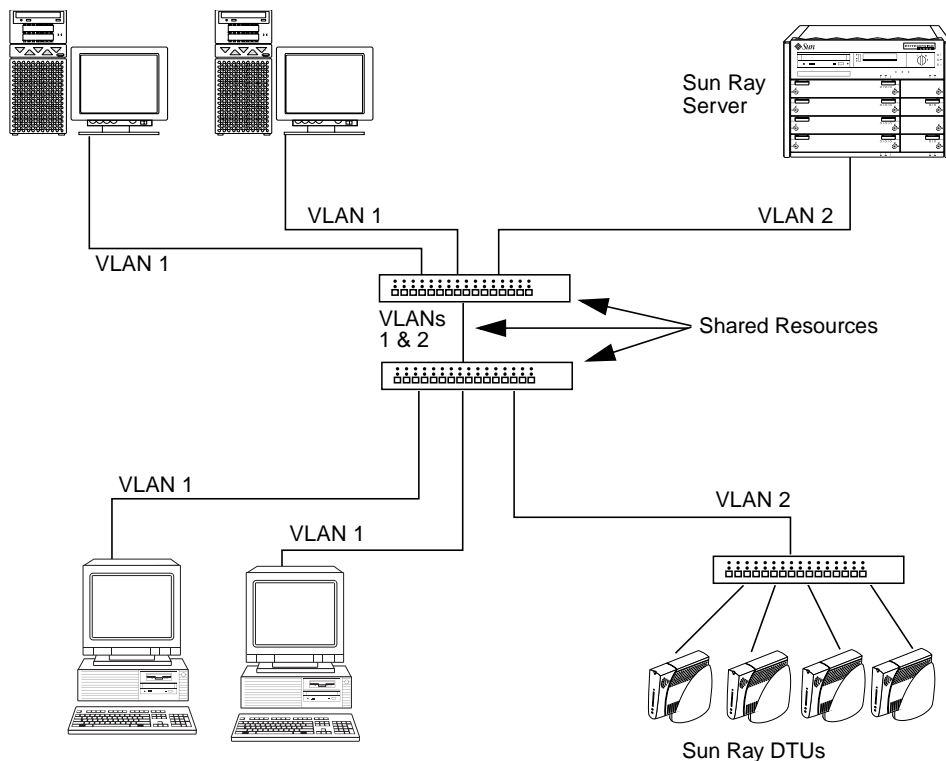 Sun
Sun Ray
Server
VLAN 1
VLAN 2
VLAN 1
VLANs
1 & 2
Shared Resources
VLAN 1
VLAN 2
VLAN 1
Sun Ray DTUs